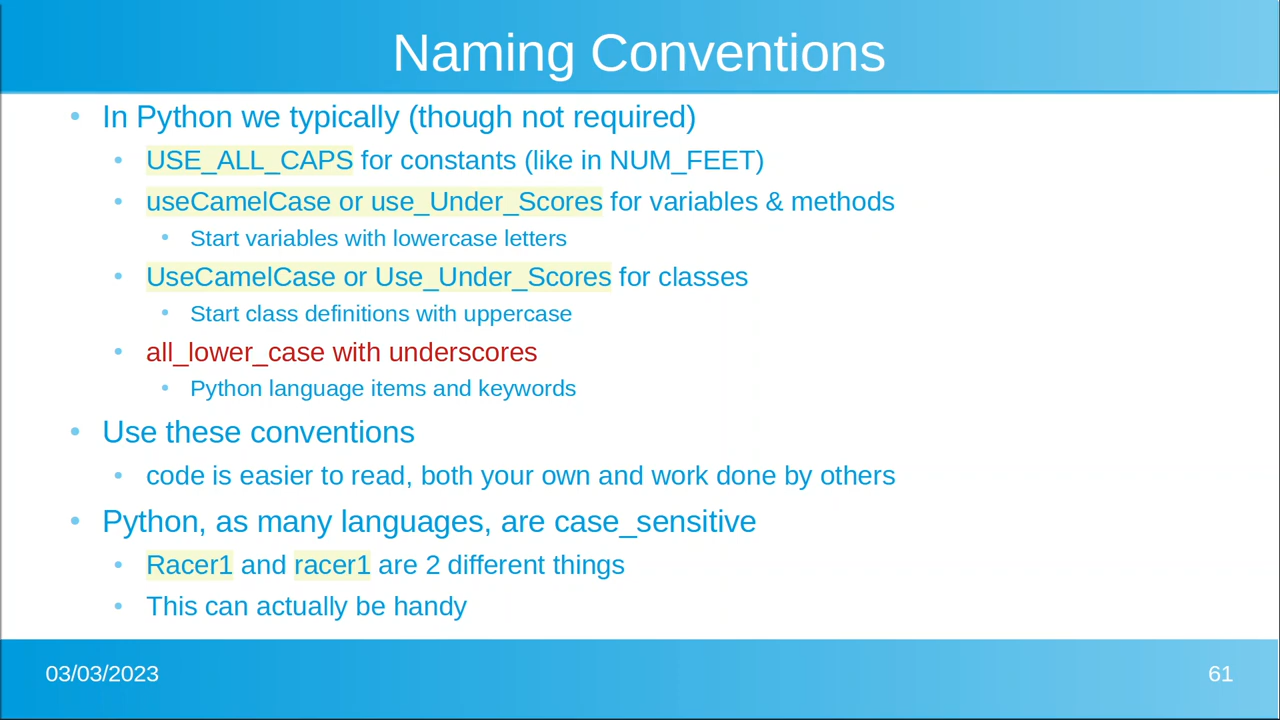 Naming Conventions
• In Python we typically (though not required)
• USE_ALL_CAPS for constants (like in NUM_FEET)
• useCamelCase or use_Under_Scores for variables & methods
• Start variables with lowercase letters
• UseCamelCase or Use_Under_Scores for classes
• Start class definitions with uppercase
• all_lower_case with underscores
• Python language items and keywords
• Use these conventions
• code is easier to read, both your own and work done by others
• Python, as many languages, are case_sensitive
• Racer1 and racer1 are 2 different things
• This can actually be handy
03/03/2023
61